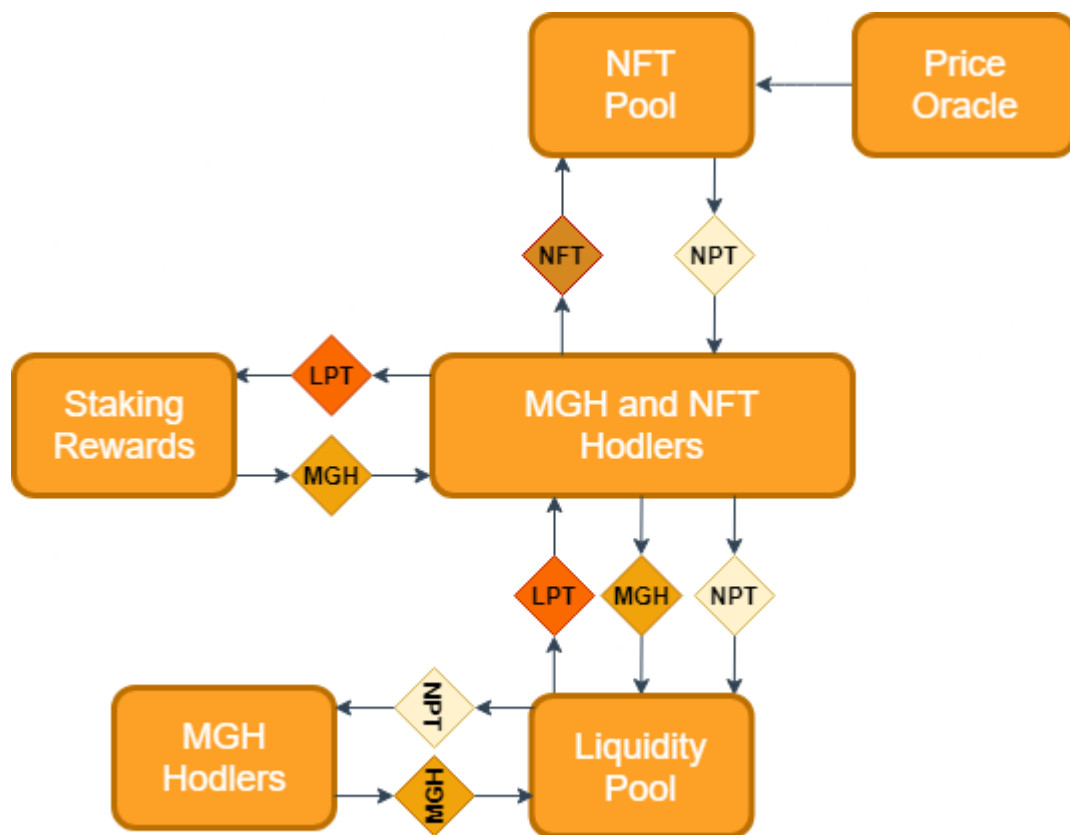 NFT
Pool
Price
Oracle
NFT
NPT
LPT
Staking
Rewards
MGH and NFT
Hodlers
MGH
LPT
MGH
NPT
NPT
MGH
Hodlers
Liquidity
Pool
MGH